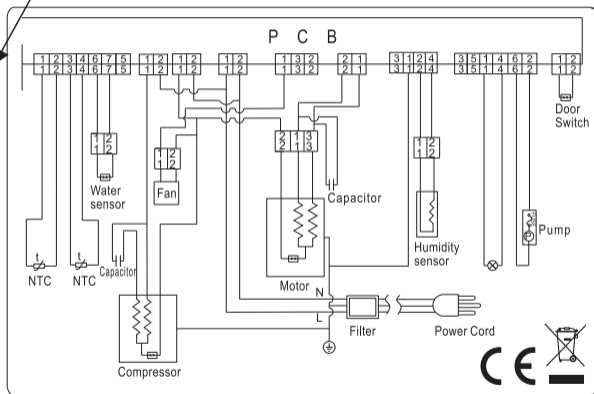 P C B
1 2 3 4 6 7 5
1 2 3 4 6 7 5
1 2
1 2
1 2
1 2
1 2
1 2
1 3 2
1 3 2
2 1
2 1
3 1 2 4
3 1 2 4
3 5 1 4 6 2
3 5 1 4 6 2
1 2
1 2
Door
Switch
1 2
1 2
Water
sensor
1 2
1 2
Fan
2 1 3
2 1 3
Capacitor
1 2
1 2
Humidity
sensor
Pump
t
NTC
t
NTC
Capacitor
Motor
N
L
Filter
Power Cord
Compressor
CE